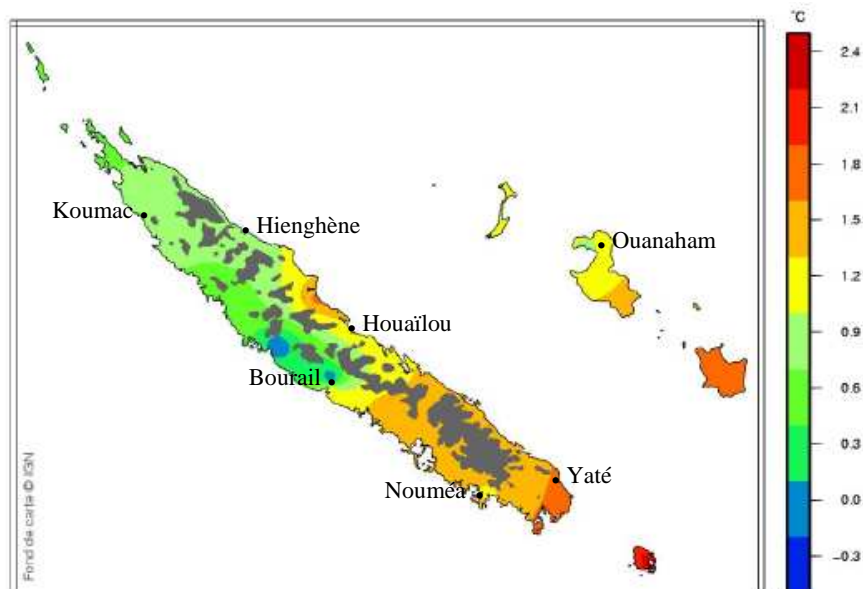 °C
2.4
2.1
1.8
1.5
1.2
0.9
0.6
0.3
0.0
−0.3
Koumac
Hienghène
Ouanaham
Houaïlou
Bourail
Nouméa
Yaté
Fond de carte © IGN